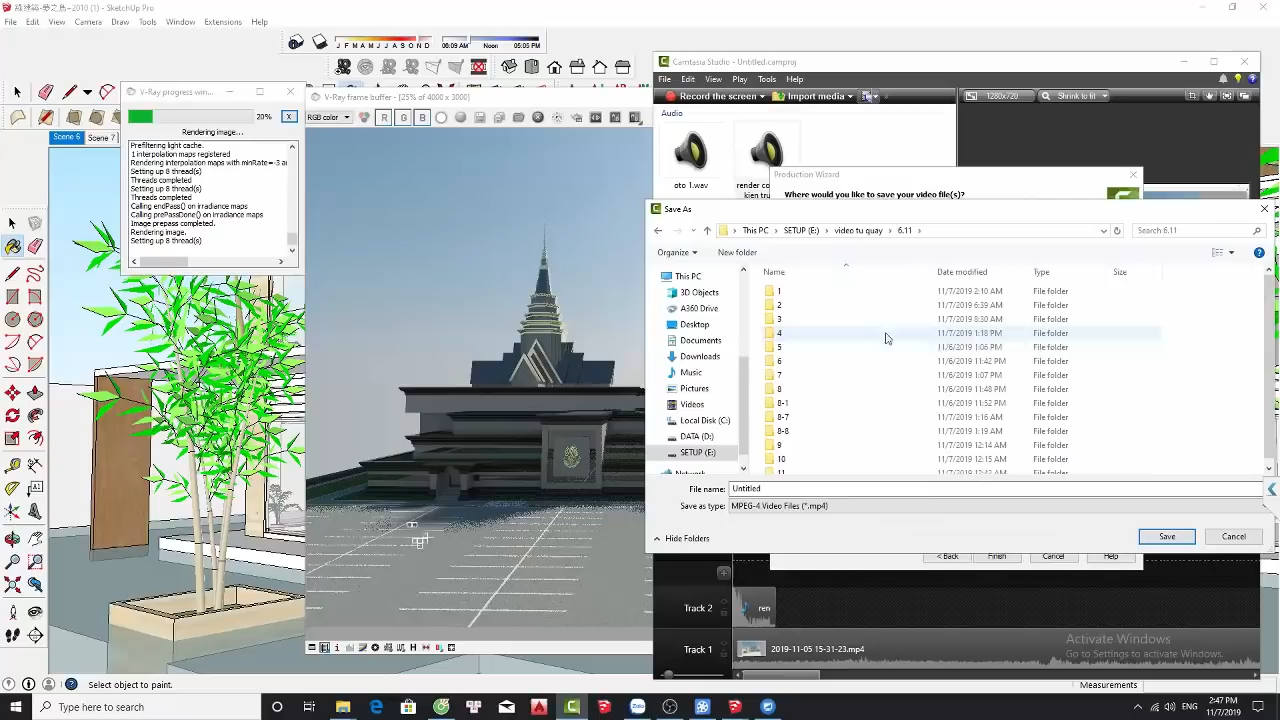 (1) - SketchUp Pro
File Edit View Camera Draw Tools Window Extensions Help
J F M A M J J A S O N D 08:09 AM Noon 05:05 PM
V-Ray progress win...
20% X
Rendering image...
Prefiltering light cache.
1 interpolation maps registered
Rendering interpolation maps with minRate=-3 a
Setting up 8 thread(s)
Threads completed
Setting up 8 thread(s)
Threads completed
Calling endPass() on irradiance maps
Calling prePassDone() on irradiance maps
Image prepass completed.
Rendering image.
Setting up 8 thread(s)
Scene 6 Scene 7
V-Ray frame buffer - [25% of 4000 x 3000]
RGB color R G B
Camtasia Studio - Untitled.camproj
File Edit View Play Tools Help
Record the screen Import media 1280x720 Shrink to fit
Audio
oto 1.wav
render co
kien tru
Production Wizard
Where would you like to save your video file(s)?
Save As
This PC SETUP (E:) video tu quay 6.11 Search 6.11
Organize New folder
Name Date modified Type Size
1 11/7/2019 2:10 AM File folder
2 11/7/2019 6:39 AM File folder
3 11/7/2019 8:30 AM File folder
4 11/7/2019 1:18 PM File folder
5 11/6/2019 1:06 PM File folder
6 11/6/2019 11:42 PM File folder
7 11/7/2019 1:07 PM File folder
8 11/6/2019 11:48 PM File folder
8-1 11/6/2019 11:52 PM File folder
8-7 11/7/2019 1:16 AM File folder
8-8 11/7/2019 1:19 AM File folder
9 11/7/2019 12:14 AM File folder
10 11/7/2019 12:15 AM File folder
11 11/7/2019 12:42 AM File folder
This PC
3D Objects
A360 Drive
Desktop
Documents
Downloads
Music
Pictures
Videos
Local Disk (C:)
DATA (D:)
SETUP (E:)
Network
File name: Untitled
Save as type: MPEG-4 Video Files (*.mp4)
Hide Folders Save Cancel
< Back Finish Cancel Help
Track 2 ren
Track 1 2019-11-05 15-31-23.mp4
Activate Windows
Go to Settings to activate Windows.
Select object to paint. Measurements
Type here to search
ENG
2:47 PM
11/7/2019